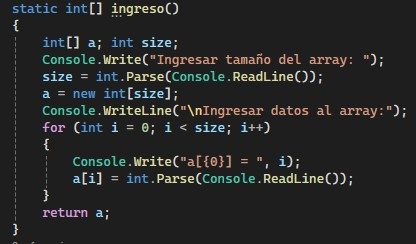 static int[] ingreso()
{
int[] a; int size;
Console.Write("Ingresar tamaño del array: ");
size = int.Parse(Console.ReadLine());
a = new int[size];
Console.WriteLine("\nIngresar datos al array:");
for (int i = 0; i < size; i++)
{
Console.Write("a[{0}] = ", i);
a[i] = int.Parse(Console.ReadLine());
}
return a;
}